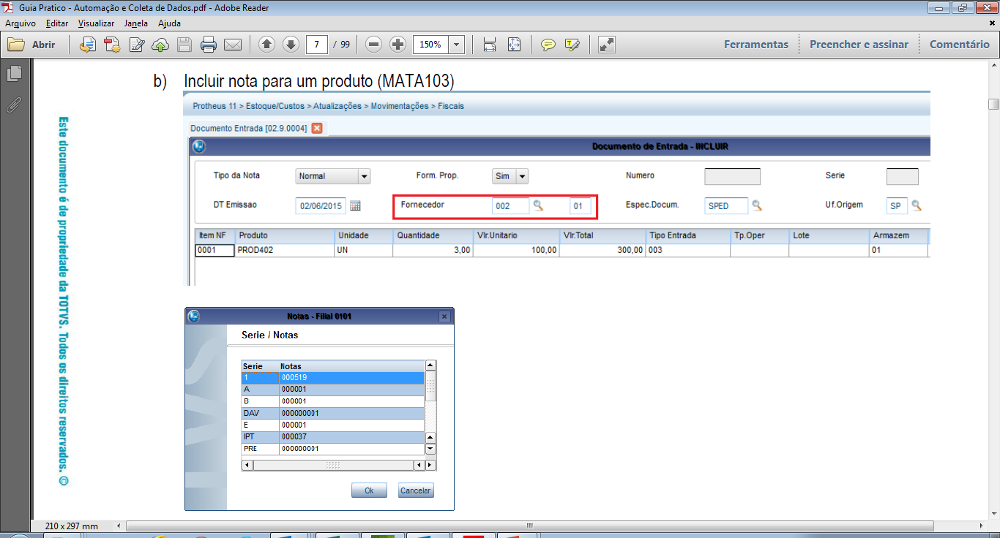 Guia Pratico - Automação e Coleta de Dados.pdf - Adobe Reader
Arquivo Editar Visualizar Janela Ajuda
Abrir 7 / 99 150% Ferramentas Preencher e assinar Comentário
b) Incluir nota para um produto (MATA103)
Protheus 11 > Estoque/Custos > Atualizações > Movimentações > Fiscais
Documento Entrada [02.9.0004]
Documento de Entrada - INCLUIR
Tipo da Nota Normal Form. Prop. Sim Numero Serie
DT Emissao 02/06/2015 Fornecedor 002 01 Espec.Docum. SPED Uf.Origem SP
Item NF Produto Unidade Quantidade Vlr.Unitario Vlr.Total Tipo Entrada Tp.Oper Lote Armazem
0001 PROD402 UN 3,00 100,00 300,00 003 01
Notas - Filial 0101
Serie / Notas
Serie Notas
1 000519
A 000001
B 000001
DAV 000000001
E 000001
IPT 000037
PRE 000000001
Ok Cancelar
Este documento é de propriedade da TOTVS. Todos os direitos reservados. ©
210 x 297 mm